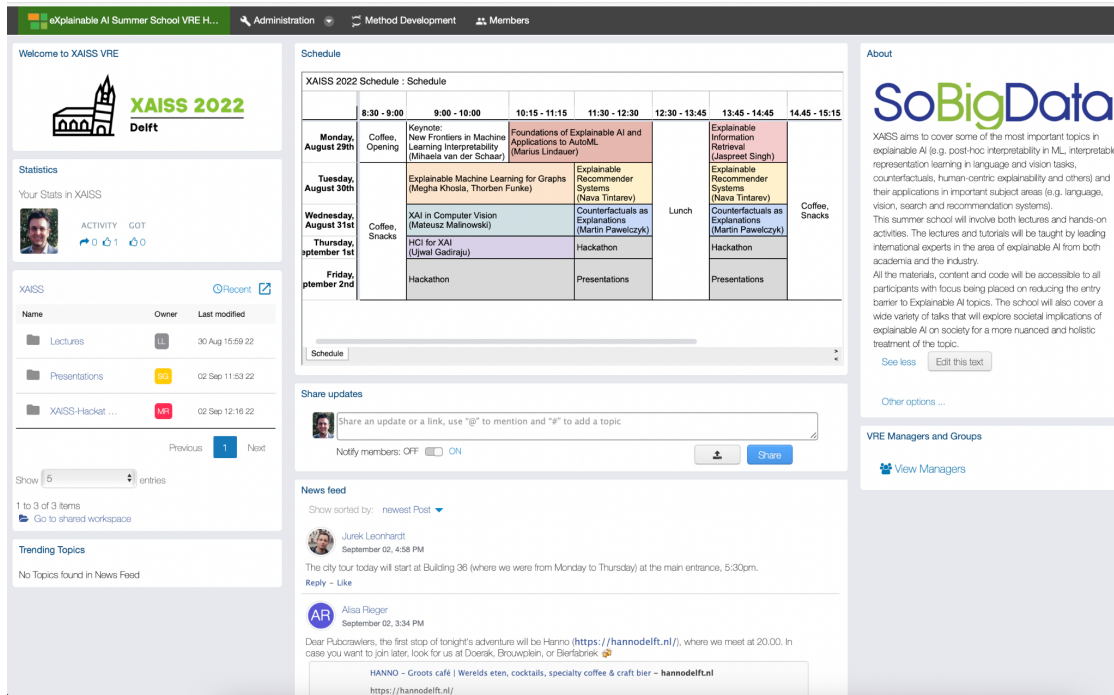 eXplainable AI Summer School VRE H...
Administration
Method Development
Members
Welcome to XAISS VRE
XAISS 2022
Delft
Statistics
Your Stats in XAISS
ACTIVITY GOT
0 1 0
XAISS
Recent
Name Owner Last modified
Lectures LL 30 Aug 15:59 22
Presentations SG 02 Sep 11:53 22
XAISS-Hackat ... MR 02 Sep 12:16 22
Previous 1 Next
Show 5 entries
1 to 3 of 3 items
Go to shared workspace
Trending Topics
No Topics found in News Feed
Schedule
XAISS 2022 Schedule : Schedule
8:30 - 9:00 9:00 - 10:00 10:15 - 11:15 11:30 - 12:30 12:30 - 13:45 13:45 - 14:45 14.45 - 15:15
Monday,
August 29th
Coffee,
Opening
Keynote:
New Frontiers in Machine
Learning Interpretability
(Mihaela van der Schaar)
Foundations of Explainable AI and
Applications to AutoML
(Marius Lindauer)
Explainable
Information
Retrieval
(Jaspreet Singh)
Tuesday,
August 30th
Explainable Machine Learning for Graphs
(Megha Khosla, Thorben Funke)
Explainable
Recommender
Systems
(Nava Tintarev)
Explainable
Recommender
Systems
(Nava Tintarev)
Wednesday,
August 31st
Coffee,
Snacks
XAI in Computer Vision
(Mateusz Malinowski)
Counterfactuals as
Explanations
(Martin Pawelczyk)
Lunch
Counterfactuals as
Explanations
(Martin Pawelczyk)
Coffee,
Snacks
Thursday,
eptember 1st
HCI for XAI
(Ujwal Gadiraju)
Hackathon
Hackathon
Friday,
ptember 2nd
Hackathon
Presentations
Presentations
Schedule
Share updates
Share an update or a link, use "@" to mention and "#" to add a topic
Notify members: OFF ON
Share
News feed
Show sorted by: newest Post
Jurek Leonhardt
September 02, 4:58 PM
The city tour today will start at Building 36 (where we were from Monday to Thursday) at the main entrance, 5:30pm.
Reply - Like
AR
Alisa Rieger
September 02, 3:34 PM
Dear Pubcrawlers, the first stop of tonight's adventure will be Hanno (https://hannodelft.nl/), where we meet at 20.00. In
case you want to join later, look for us at Doerak, Brouwplein, or Bierfabriek
HANNO – Groots café | Werelds eten, cocktails, specialty coffee & craft bier – hannodelft.nl
https://hannodelft.nl/
About
SoBigData
XAISS aims to cover some of the most important topics in
explainable AI (e.g. post-hoc interpretability in ML, interpretable
representation learning in language and vision tasks,
counterfactuals, human-centric explainability and others) and
their applications in important subject areas (e.g. language,
vision, search and recommendation systems).
This summer school will involve both lectures and hands-on
activities. The lectures and tutorials will be taught by leading
international experts in the area of explainable AI from both
academia and the industry.
All the materials, content and code will be accessible to all
participants with focus being placed on reducing the entry
barrier to Explainable AI topics. The school will also cover a
wide variety of talks that will explore societal implications of
explainable AI on society for a more nuanced and holistic
treatment of the topic.
See less
Edit this text
Other options ...
VRE Managers and Groups
View Managers